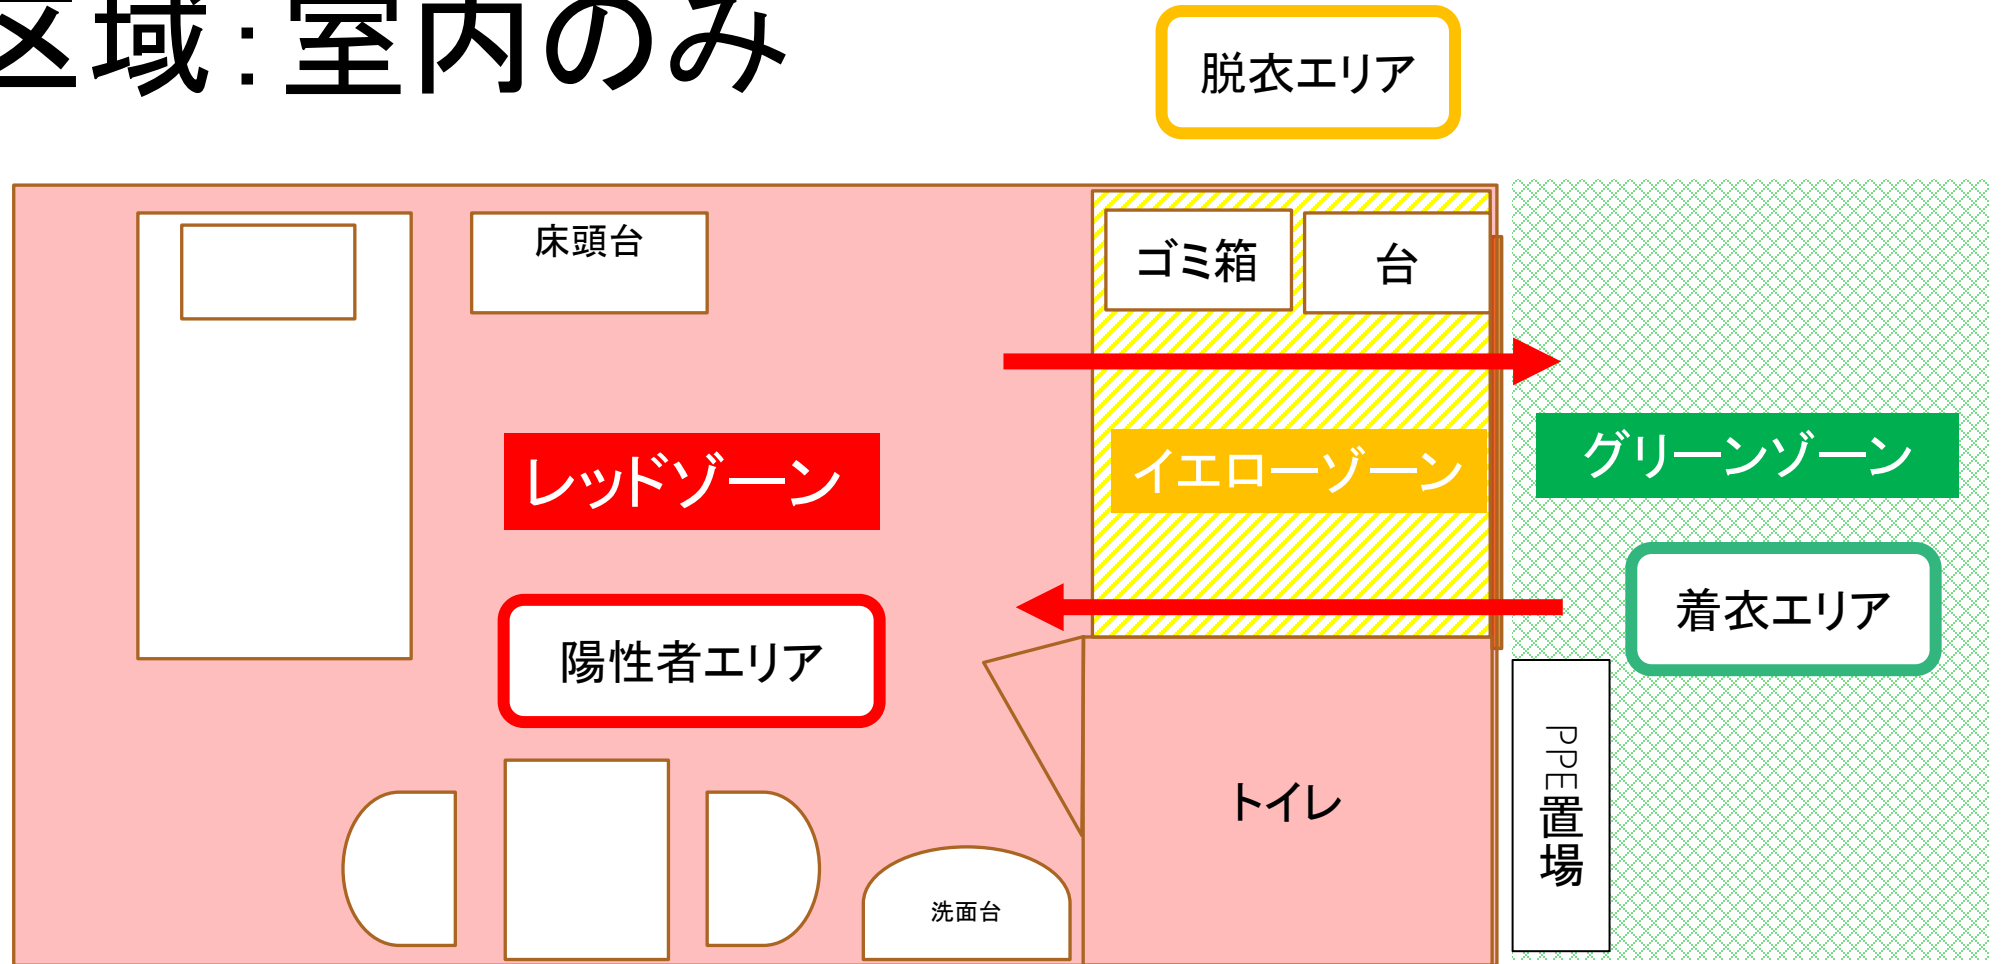 区域：室内のみ
脱衣エリア
床頭台
ゴミ箱
台
レッドゾーン
イエローゾーン
グリーンゾーン
陽性者エリア
着衣エリア
トイレ
PPE置場
洗面台